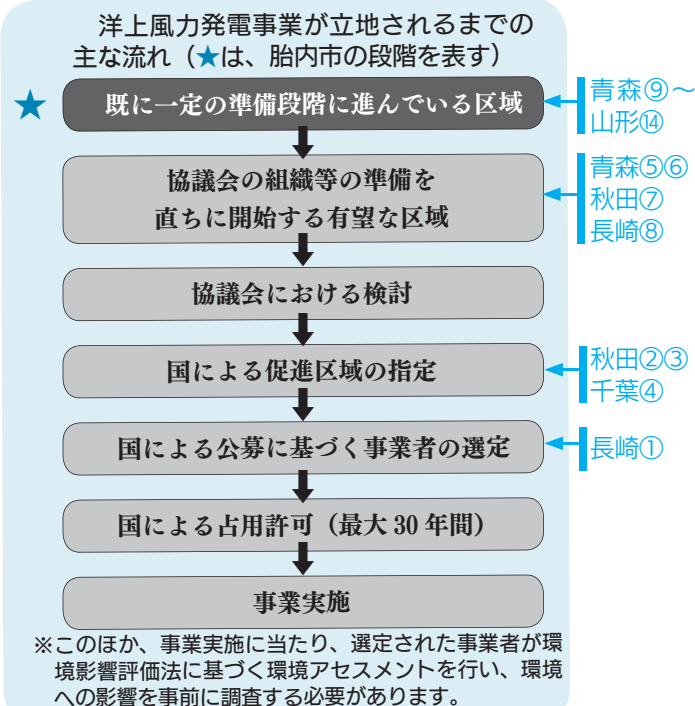 洋上風力発電事業が立地されるまでの
主な流れ（★は、胎内市の段階を表す）
★
既に一定の準備段階に進んでいる区域
青森⑨～
山形⑭
協議会の組織等の準備を
直ちに開始する有望な区域
青森⑤⑥
秋田⑦
長崎⑧
協議会における検討
国による促進区域の指定
秋田②③
千葉④
国による公募に基づく事業者の選定
長崎①
国による占用許可（最大 30 年間）
事業実施
※このほか、事業実施に当たり、選定された事業者が環
境影響評価法に基づく環境アセスメントを行い、環境
への影響を事前に調査する必要があります。